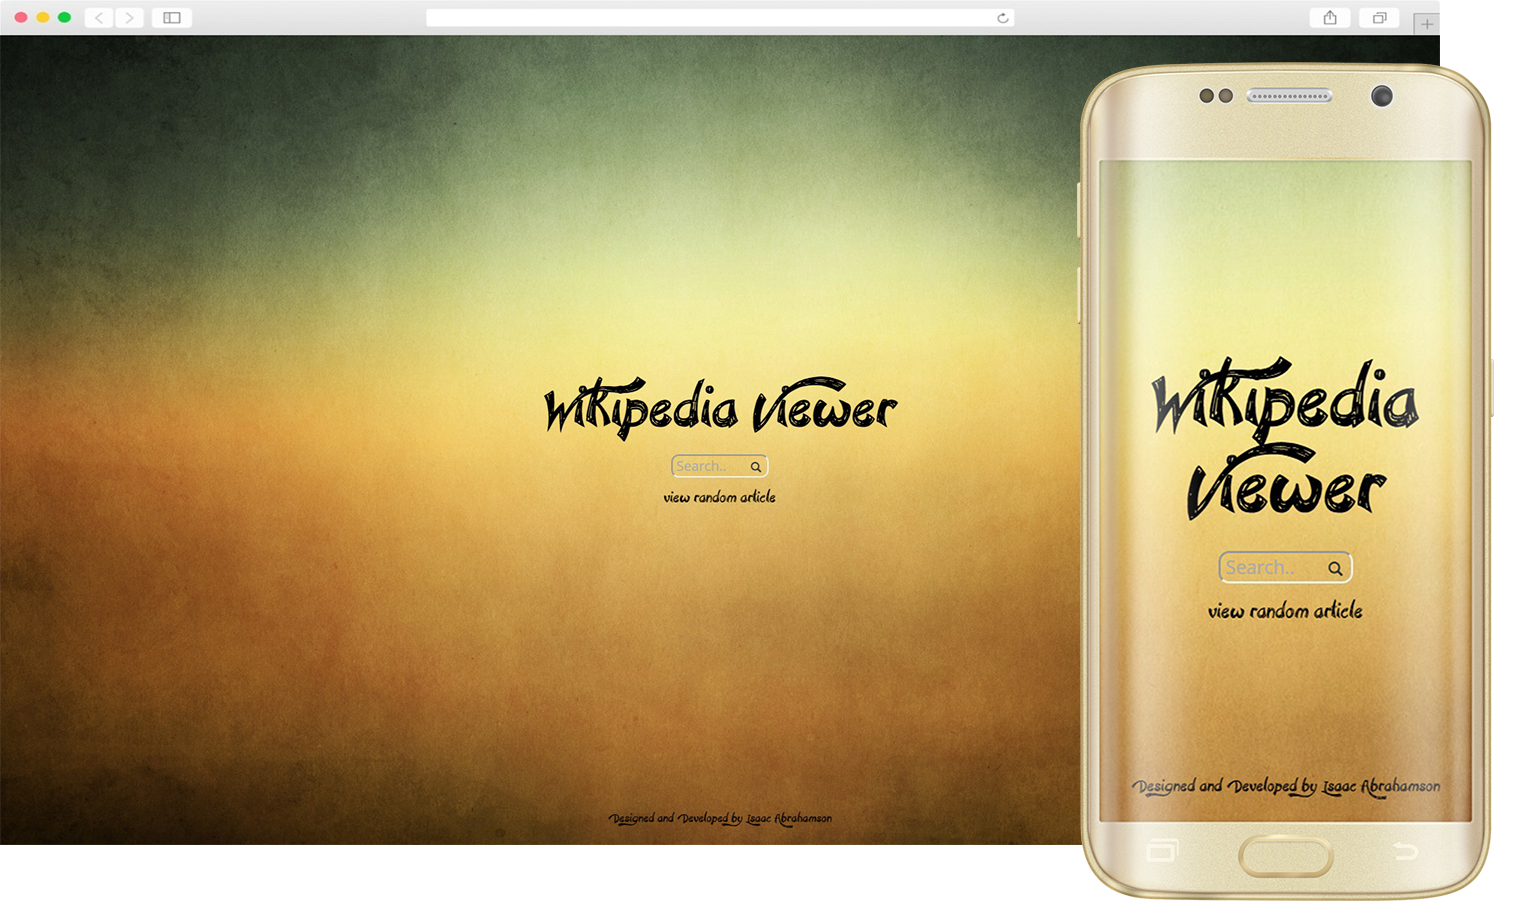 Wikipedia Viewer
Search..
view random article
Designed and Developed by Isaac Abrahamson
Wikipedia
Viewer
Search..
view random article
Designed and Developed by Isaac Abrahamson